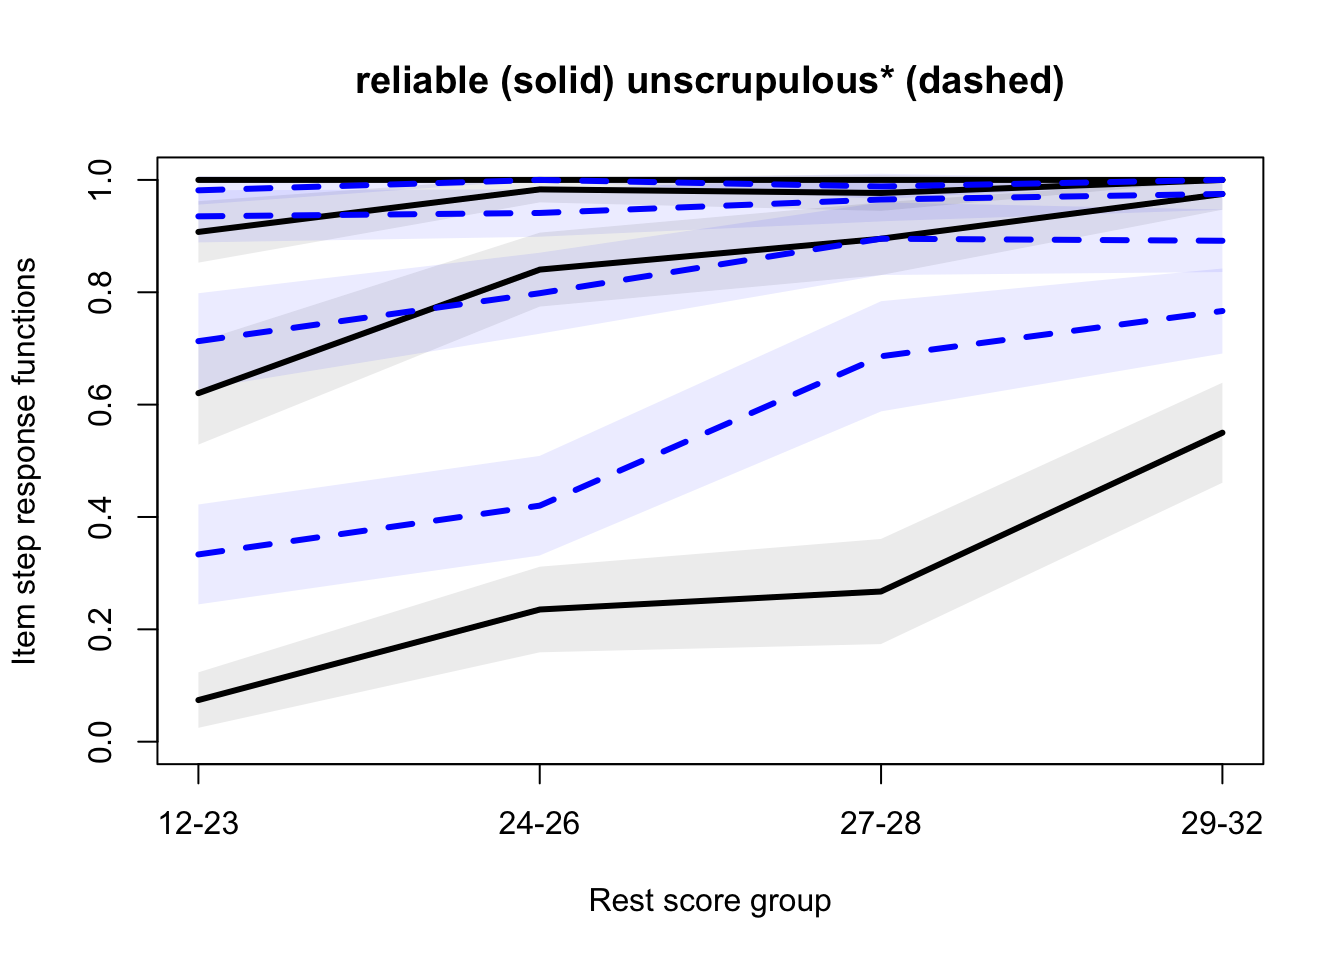 reliable (solid) unscrupulous* (dashed)
Item step response functions
1.0
0.8
0.6
0.4
0.2
0.0
12-23 24-26 27-28 29-32
Rest score group